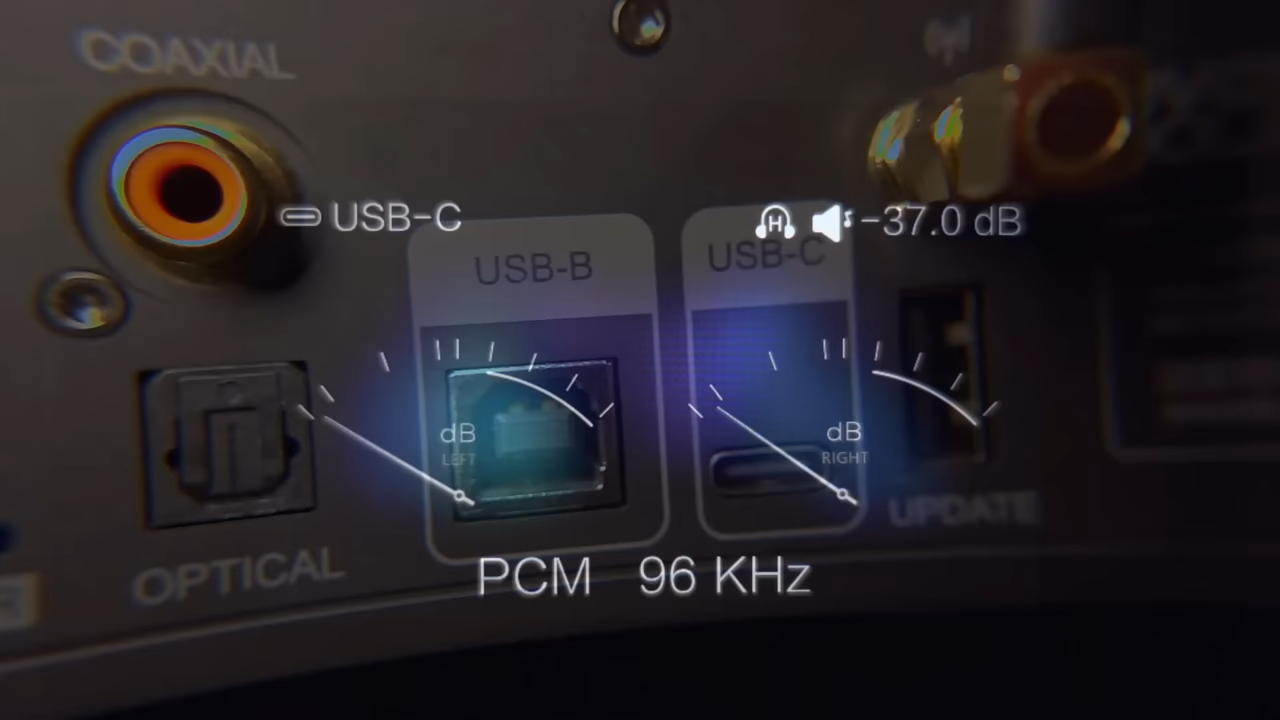 COAXIAL
USB-C
H
-37.0 dB
USB-B
USB-C
dB
LEFT
dB
RIGHT
UPDATE
OPTICAL
PCM 96 KHz